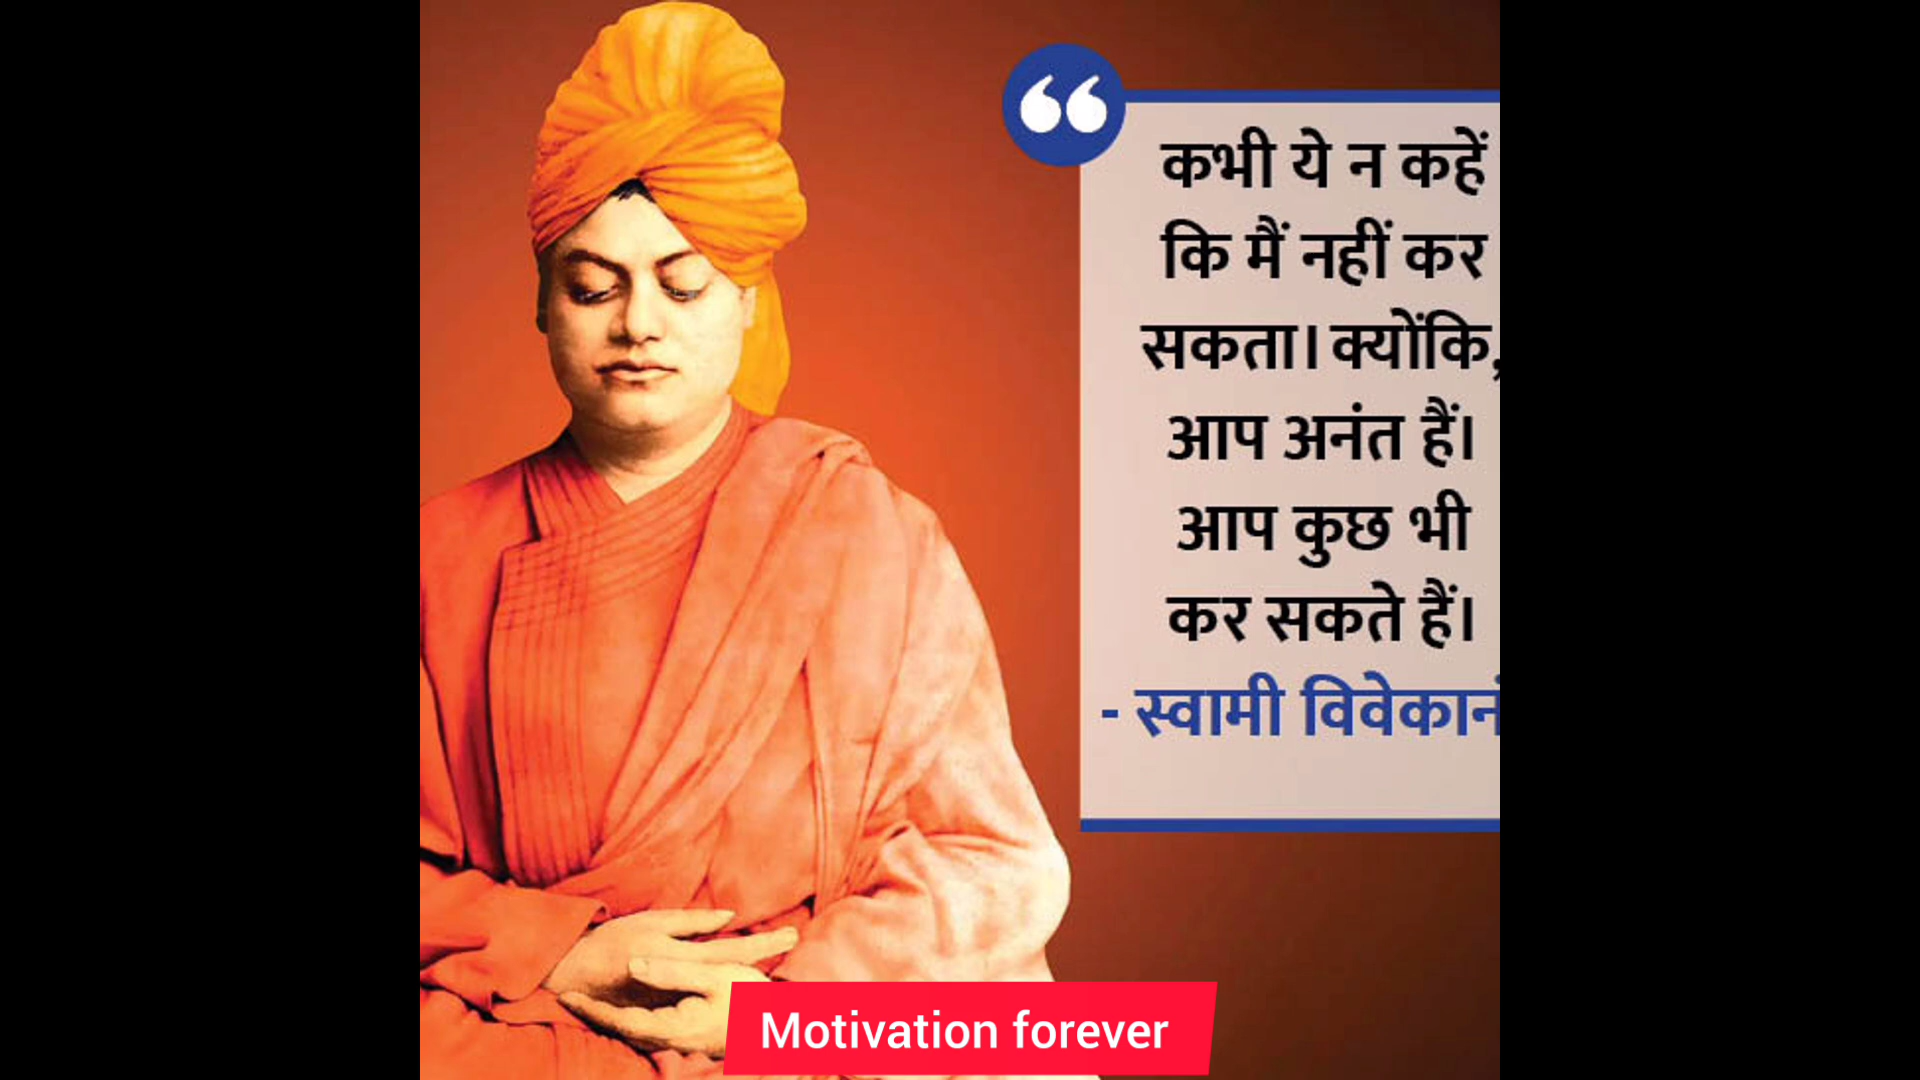 कभी ये न कहें
कि मैं नहीं कर
सकता। क्योंकि,
आप अनंत हैं।
आप कुछ भी
कर सकते हैं।
- स्वामी विवेकानं
Motivation forever